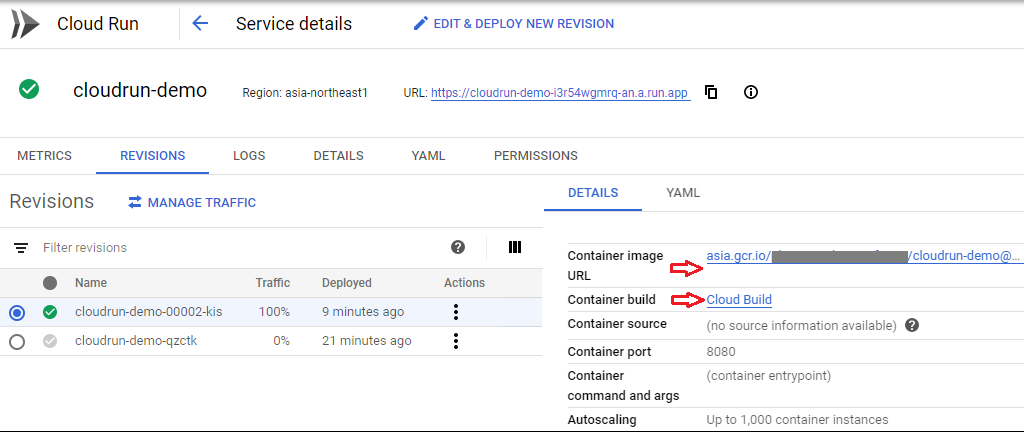 Cloud Run Service details EDIT & DEPLOY NEW REVISION
cloudrun-demo Region: asia-northeast1 URL: https://cloudrun-demo-i3r54wgmrq-an.a.run.app
METRICS REVISIONS LOGS DETAILS YAML PERMISSIONS
Revisions MANAGE TRAFFIC
Filter revisions
Name Traffic Deployed Actions
cloudrun-demo-00002-kis 100% 9 minutes ago
cloudrun-demo-qzctk 0% 21 minutes ago
DETAILS YAML
Container image URL asia.gcr.io/ /cloudrun-demo@...
Container build Cloud Build
Container source (no source information available)
Container port 8080
Container command and args (container entrypoint)
Autoscaling Up to 1,000 container instances